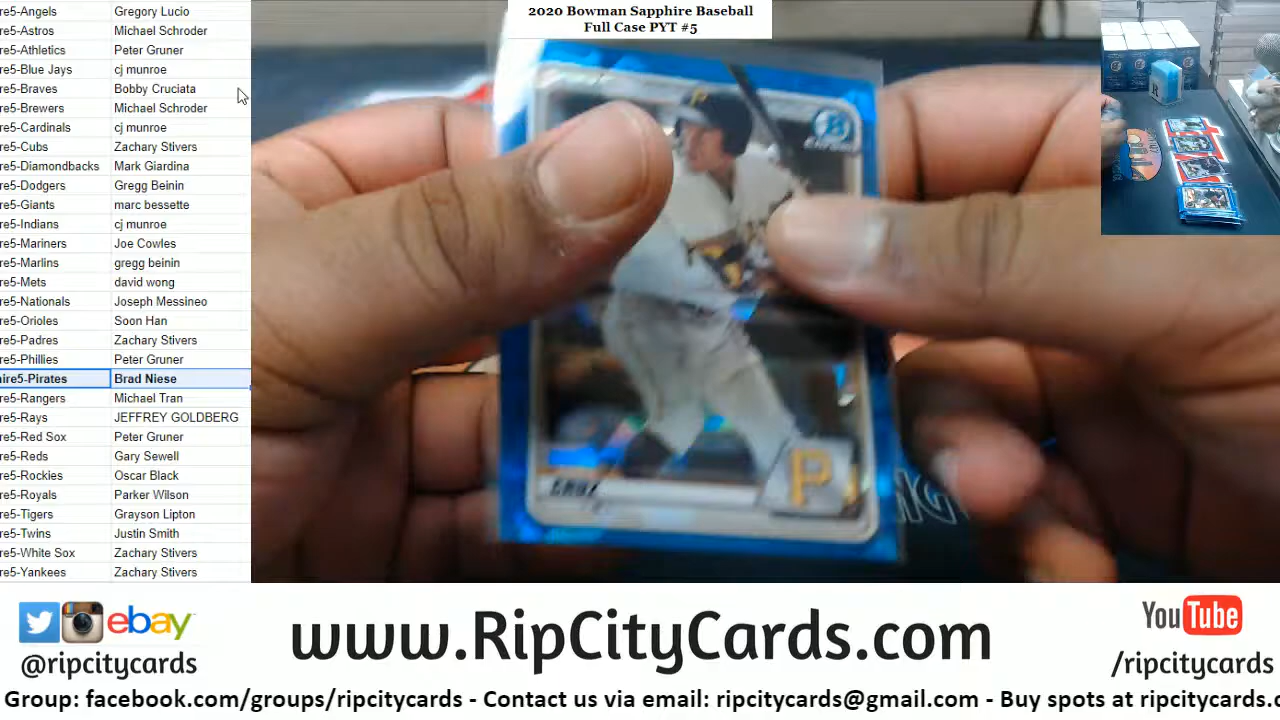 2020 Bowman Sapphire Baseball
Full Case PYT #5
re5-Angels Gregory Lucio
re5-Astros Michael Schroder
re5-Athletics Peter Gruner
re5-Blue Jays cj munroe
re5-Braves Bobby Cruciata
re5-Brewers Michael Schroder
re5-Cardinals cj munroe
re5-Cubs Zachary Stivers
re5-Diamondbacks Mark Giardina
re5-Dodgers Gregg Beinin
re5-Giants marc bessette
re5-Indians cj munroe
re5-Mariners Joe Cowles
re5-Marlins gregg beinin
re5-Mets david wong
re5-Nationals Joseph Messineo
re5-Orioles Soon Han
re5-Padres Zachary Stivers
re5-Phillies Peter Gruner
ire5-Pirates Brad Niese
re5-Rangers Michael Tran
re5-Rays JEFFREY GOLDBERG
re5-Red Sox Peter Gruner
re5-Reds Gary Sewell
re5-Rockies Oscar Black
re5-Royals Parker Wilson
re5-Tigers Grayson Lipton
re5-Twins Justin Smith
re5-White Sox Zachary Stivers
re5-Yankees Zachary Stivers
P
B
CRUZ
P
ebay
@ripcitycards
www.RipCityCards.com
YouTube
/ripcitycards
Group: facebook.com/groups/ripcitycards - Contact us via email: ripcitycards@gmail.com - Buy spots at ripcitycards.c